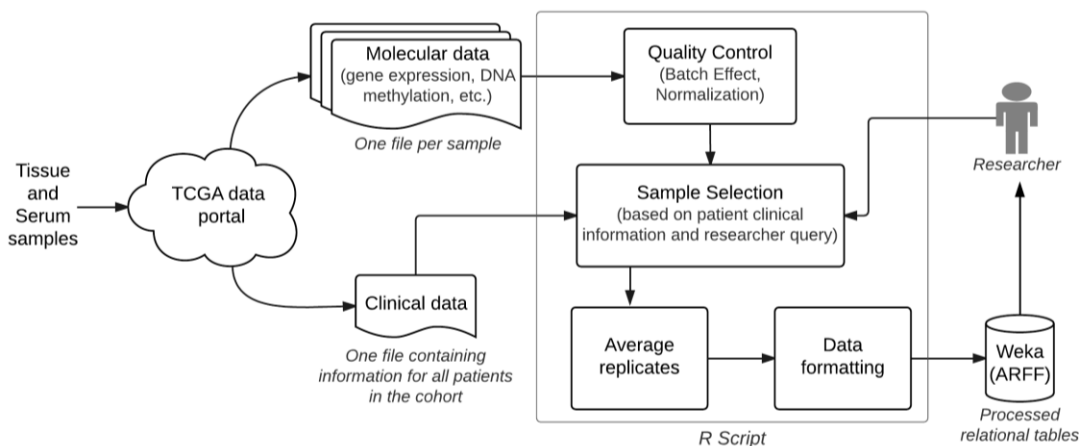 Tissue
and
Serum
samples
TCGA data
portal
Molecular data
(gene expression, DNA
methylation, etc.)
One file per sample
Clinical data
One file containing
information for all patients
in the cohort
Quality Control
(Batch Effect,
Normalization)
Sample Selection
(based on patient clinical
information and researcher query)
Average
replicates
Data
formatting
R Script
Researcher
Weka
(ARFF)
Processed
relational tables